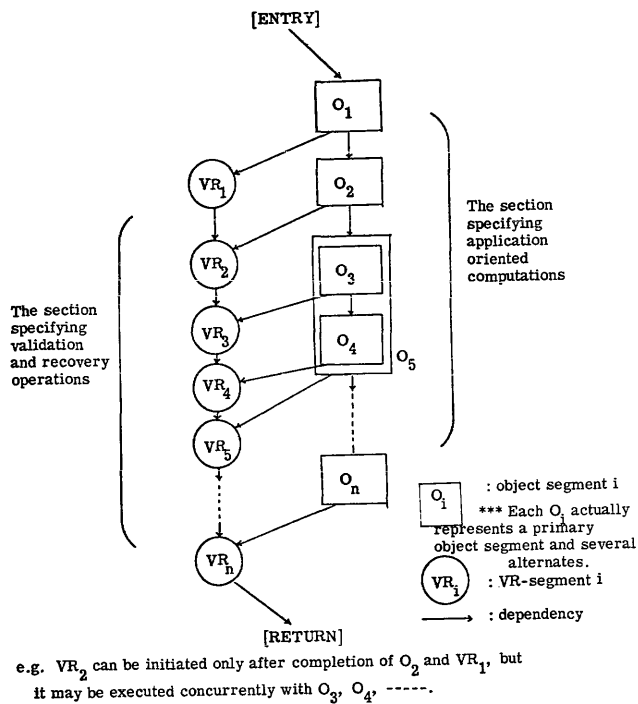 [ENTRY]
O1
VR1
O2
The section
specifying
application
oriented
computations
VR2
O3
The section
specifying
validation
and recovery
operations
VR3
O4
O5
VR4
VR5
On
Oi
: object segment i
*** Each Oi actually
represents a primary
object segment and several
alternates.
VRn
VRi
: VR-segment i
: dependency
[RETURN]
e.g. VR2 can be initiated only after completion of O2 and VR1, but
it may be executed concurrently with O3, O4, -----.